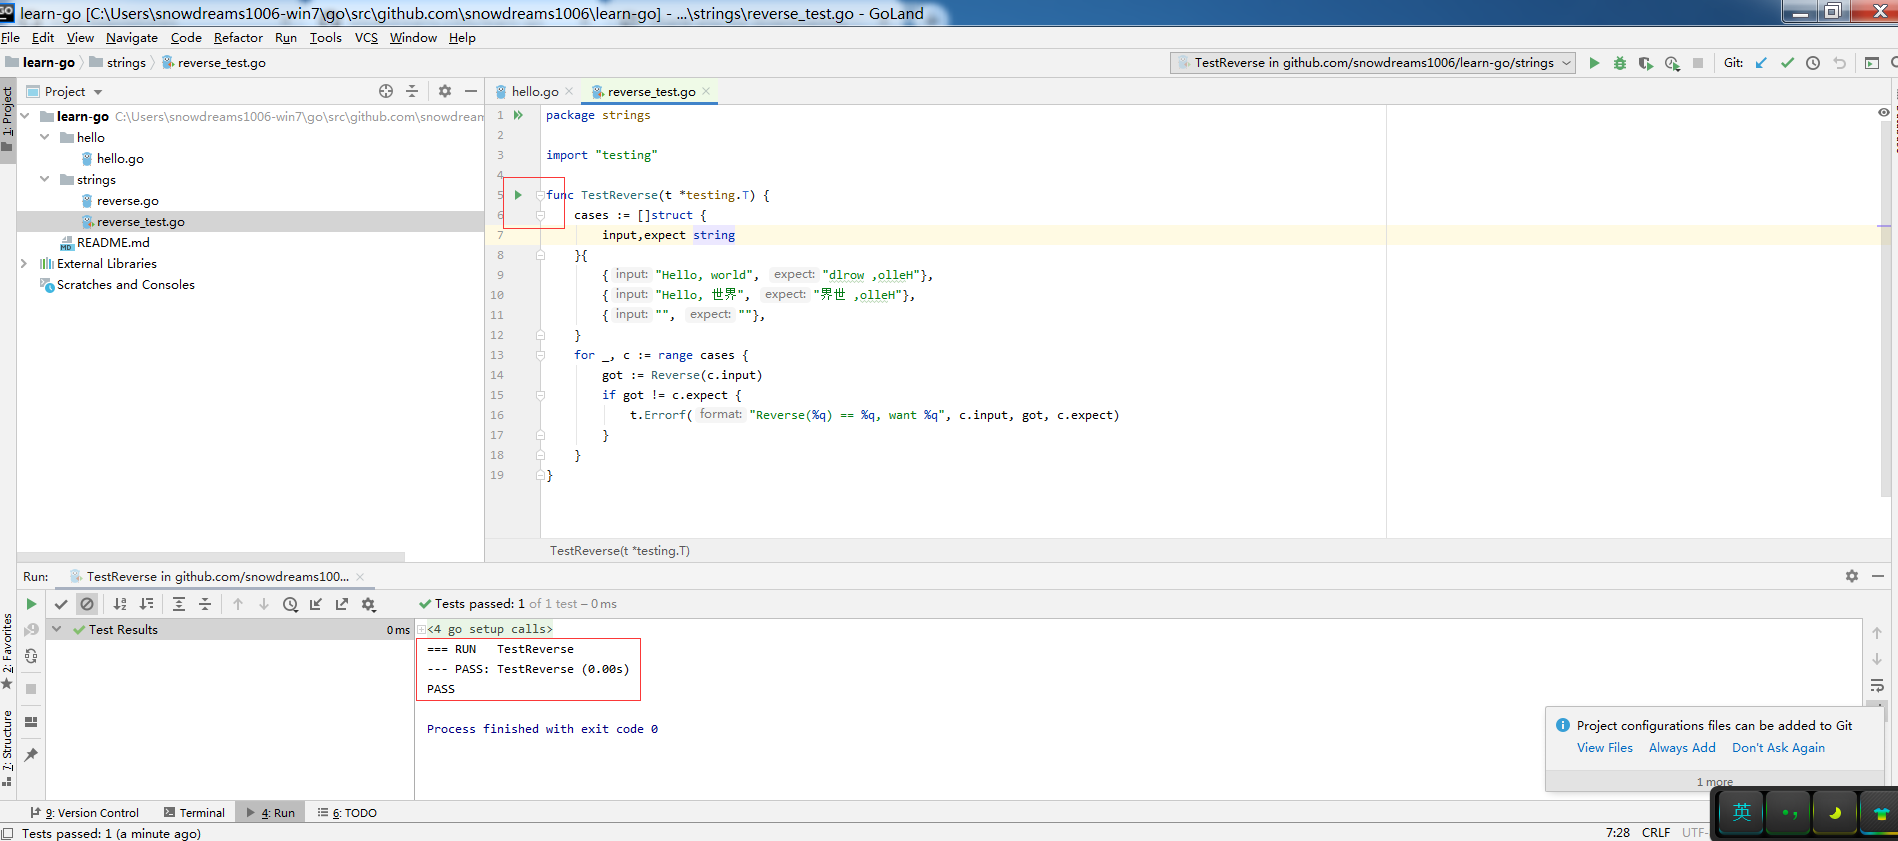 learn-go [C:\Users\snowdreams1006-win7\go\src\github.com\snowdreams1006\learn-go] - ...\strings\reverse_test.go - GoLand
File Edit View Navigate Code Refactor Run Tools VCS Window Help
learn-go strings reverse_test.go
TestReverse in github.com/snowdreams1006/learn-go/strings Git:
1: Project
Project
learn-go C:\Users\snowdreams1006-win7\go\src\github.com\snowdream
hello
hello.go
strings
reverse.go
reverse_test.go
README.md
External Libraries
Scratches and Consoles
hello.go reverse_test.go
1 package strings
2
3 import "testing"
4
5 func TestReverse(t *testing.T) {
6 cases := []struct {
7 input,expect string
8 }{
9 { input: "Hello, world", expect: "dlrow ,olleH"},
10 { input: "Hello, 世界", expect: "界世 ,olleH"},
11 { input: "", expect: ""},
12 }
13 for _, c := range cases {
14 got := Reverse(c.input)
15 if got != c.expect {
16 t.Errorf( format: "Reverse(%q) == %q, want %q", c.input, got, c.expect)
17 }
18 }
19 }
TestReverse(t *testing.T)
Run: TestReverse in github.com/snowdreams100...
Tests passed: 1 of 1 test – 0 ms
Test Results 0 ms
<4 go setup calls>
=== RUN   TestReverse
--- PASS: TestReverse (0.00s)
PASS
Process finished with exit code 0
2: Favorites
7: Structure
Project configurations files can be added to Git
View Files Always Add Don't Ask Again
1 more
9: Version Control Terminal 4: Run 6: TODO
Tests passed: 1 (a minute ago)
7:28 CRLF UTF-
英